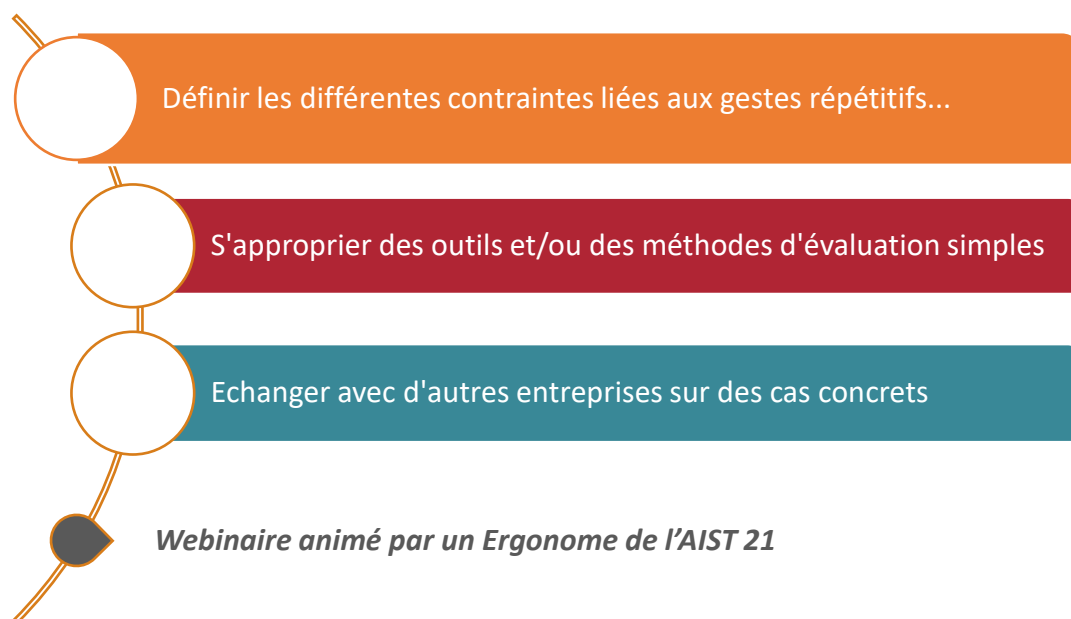 Définir les différentes contraintes liées aux gestes répétitifs...
S'approprier des outils et/ou des méthodes d'évaluation simples
Echanger avec d'autres entreprises sur des cas concrets
Webinaire animé par un Ergonome de l’AIST 21